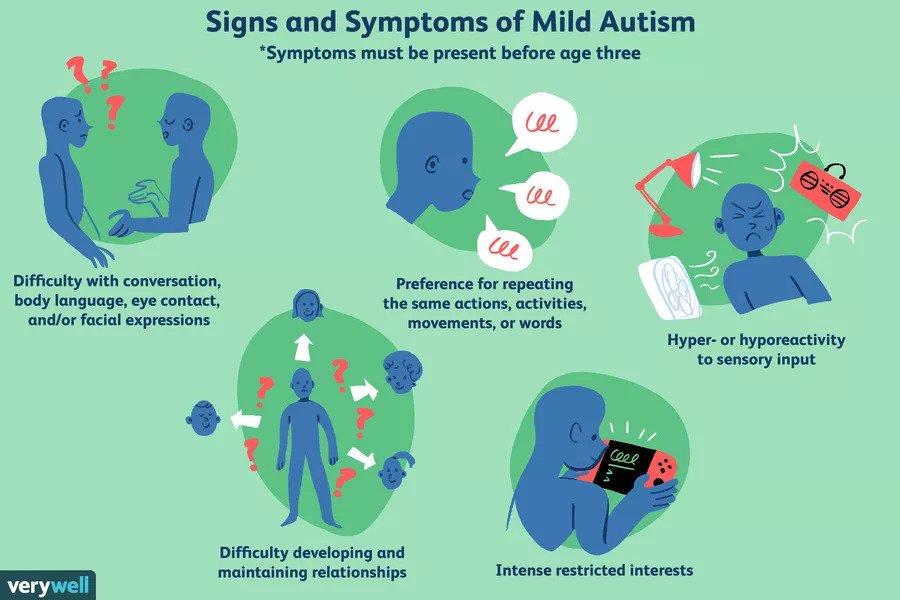 Signs and Symptoms of Mild Autism
*Symptoms must be present before age three
? ? ?
Difficulty with conversation,
body language, eye contact,
and/or facial expressions
Preference for repeating
the same actions, activities,
movements, or words
Hyper- or hyporeactivity
to sensory input
? ?
? ?
?
Difficulty developing and
maintaining relationships
Intense restricted interests
verywell